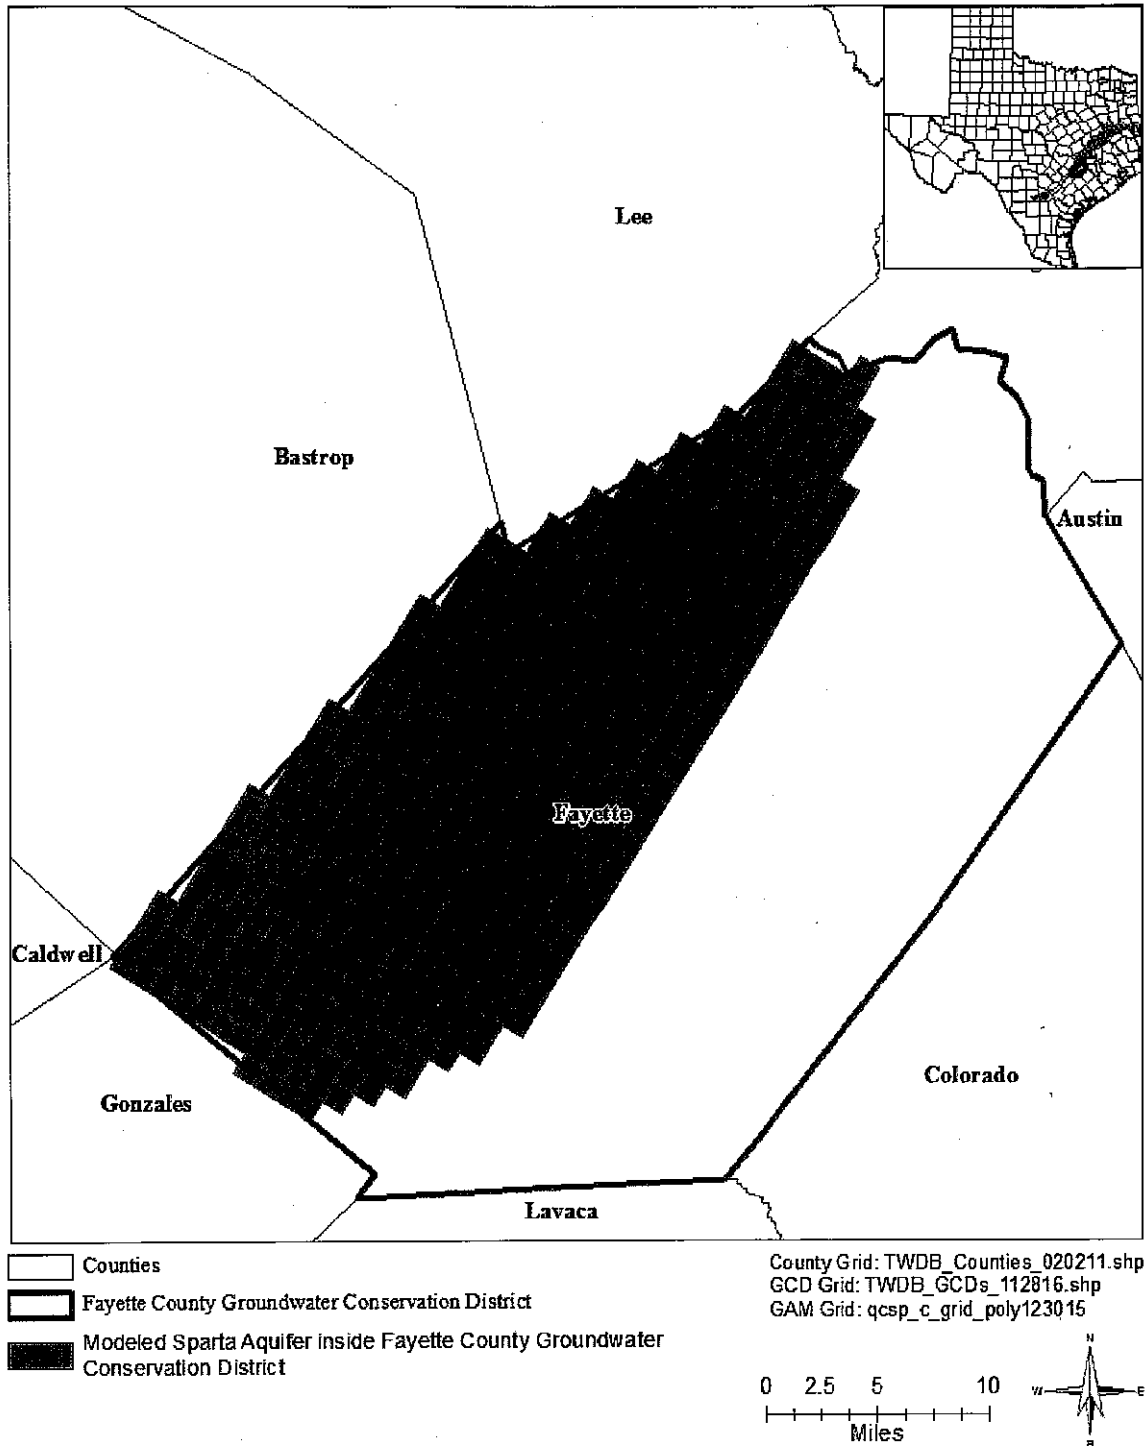 Lee
Bastrop
Austin
Fayette
Caldwell
Gonzales
Colorado
Lavaca
Counties
Fayette County Groundwater Conservation District
Modeled Sparta Aquifer inside Fayette County Groundwater
Conservation District
County Grid: TWDB_Counties_020211.shp
GCD Grid: TWDB_GCDs_112816.shp
GAM Grid: qcsp_c_grid_poly123015
0 2.5 5 10
Miles
N
W
E
S